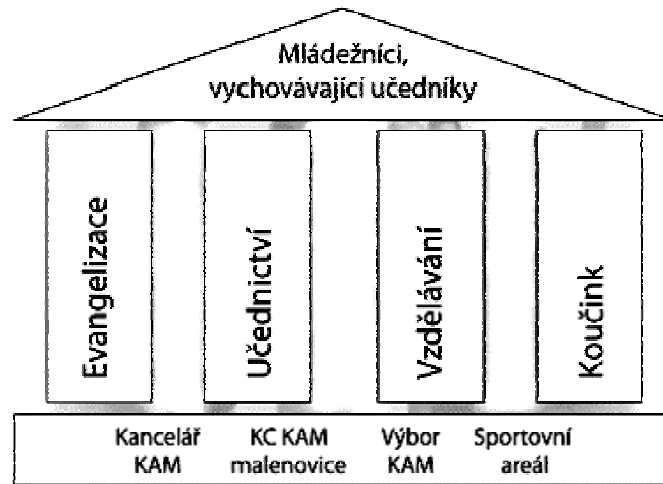 Mládežníci,
vychovávající učedníky
Evangelizace
Učednictví
Vzdělávání
Koučink
Kancelář
KAM
KC KAM
malenovice
Výbor
KAM
Sportovní
areál